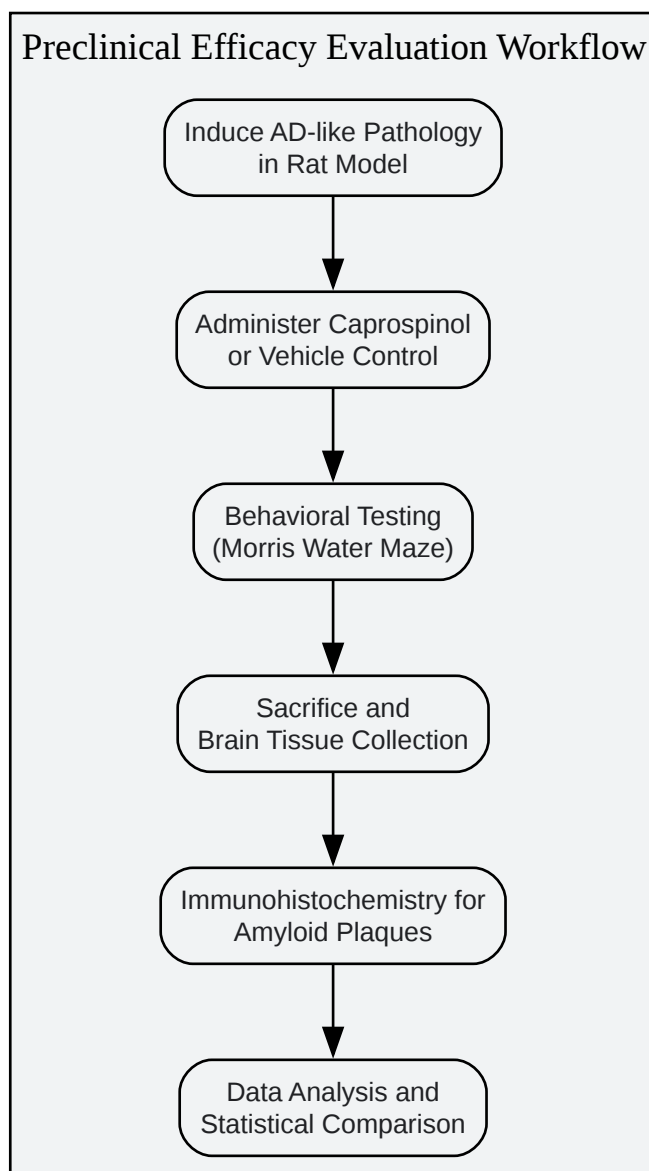 Preclinical Efficacy Evaluation Workflow
Induce AD-like Pathology
in Rat Model
Administer Caprospinol
or Vehicle Control
Behavioral Testing
(Morris Water Maze)
Sacrifice and
Brain Tissue Collection
Immunohistochemistry for
Amyloid Plaques
Data Analysis and
Statistical Comparison